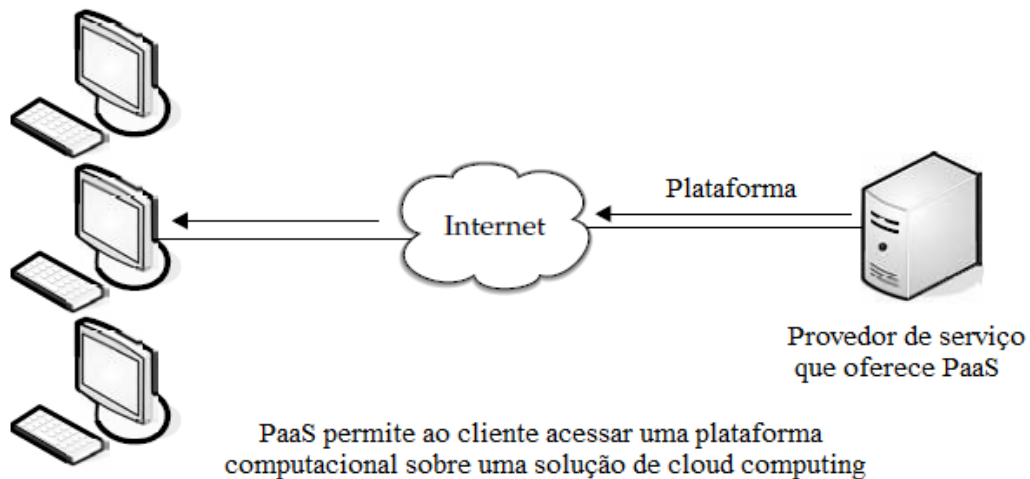 Plataforma
Internet
Provedor de serviço
que oferece PaaS
PaaS permite ao cliente acessar uma plataforma
computacional sobre uma solução de cloud computing